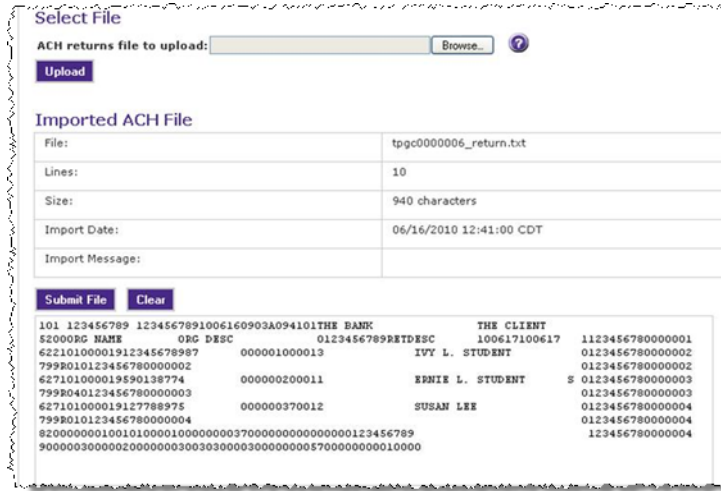 Select File
ACH returns file to upload: Browse...
Upload
Imported ACH File
File: tpgc0000006_return.txt
Lines: 10
Size: 940 characters
Import Date: 06/16/2010 12:41:00 CDT
Import Message:
Submit File Clear
101 123456789 1234567891006160903A094101THE BANK THE CLIENT
52000RG NAME ORG DESC 0123456789RETDESC 100617100617 1123456780000001
62210100001912345678987 000001000013 IVY L. STUDENT 0123456780000002
799R010123456780000002 0123456780000002
627101000019590138774 000000200011 ERNIE L. STUDENT S 0123456780000003
799R040123456780000003 0123456780000003
627101000019127788975 000000370012 SUSAN LEE 0123456780000004
799R010123456780000004 0123456780000004
820000000100101000010000000037000000000000000123456789 123456780000004
9000003000002000000030030300003000000005700000000010000